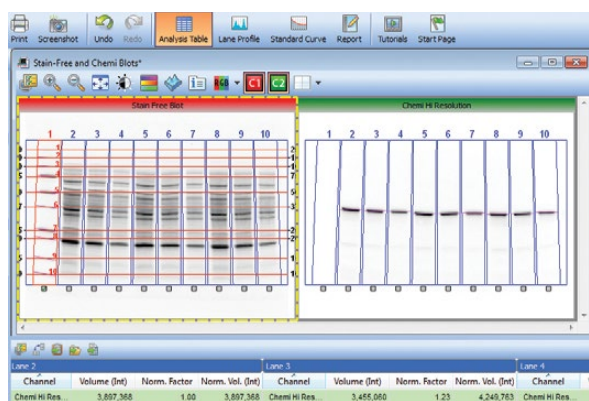 Print Screenshot Undo Redo Analysis Table Lane Profile Standard Curve Report Tutorials Start Page
Stain-Free and Chemi Blots*
RGB C1 C2
Stain Free Blot Chemi Hi Resolution
1 2 3 4 5 6 7 8 9 10 1 2 3 4 5 6 7 8 9 10
Lane 2 Lane 3 Lane 4
Channel Volume (Int) Norm. Factor Norm. Vol. (Int) Channel Volume (Int) Norm. Factor Norm. Vol. (Int) Channel
Chemi Hi Res... 3,897,368 1.00 3,897,368 Chemi Hi Res... 3,455,060 1.23 4,249,763 Chemi Hi Res...